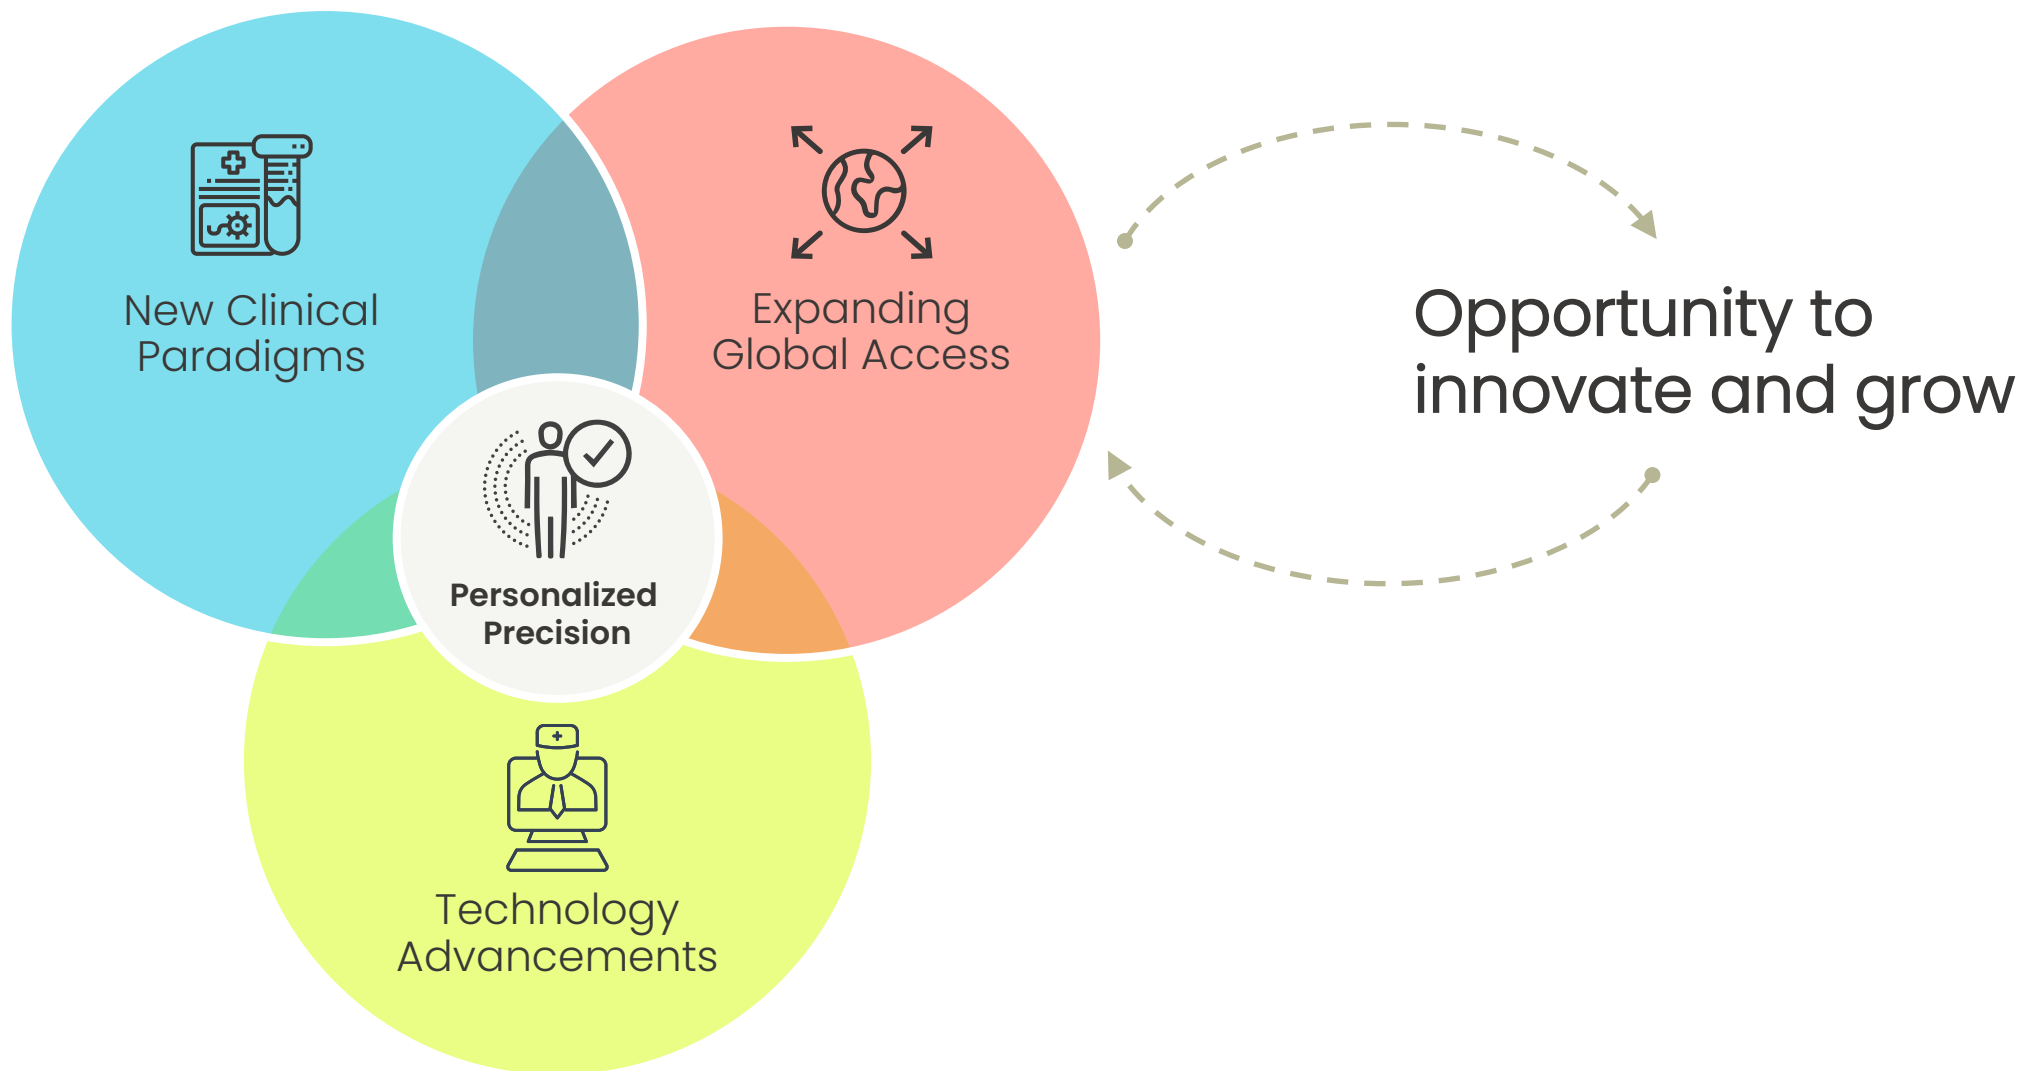 New Clinical
Paradigms
Expanding
Global Access
Opportunity to
innovate and grow
Personalized
Precision
Technology
Advancements